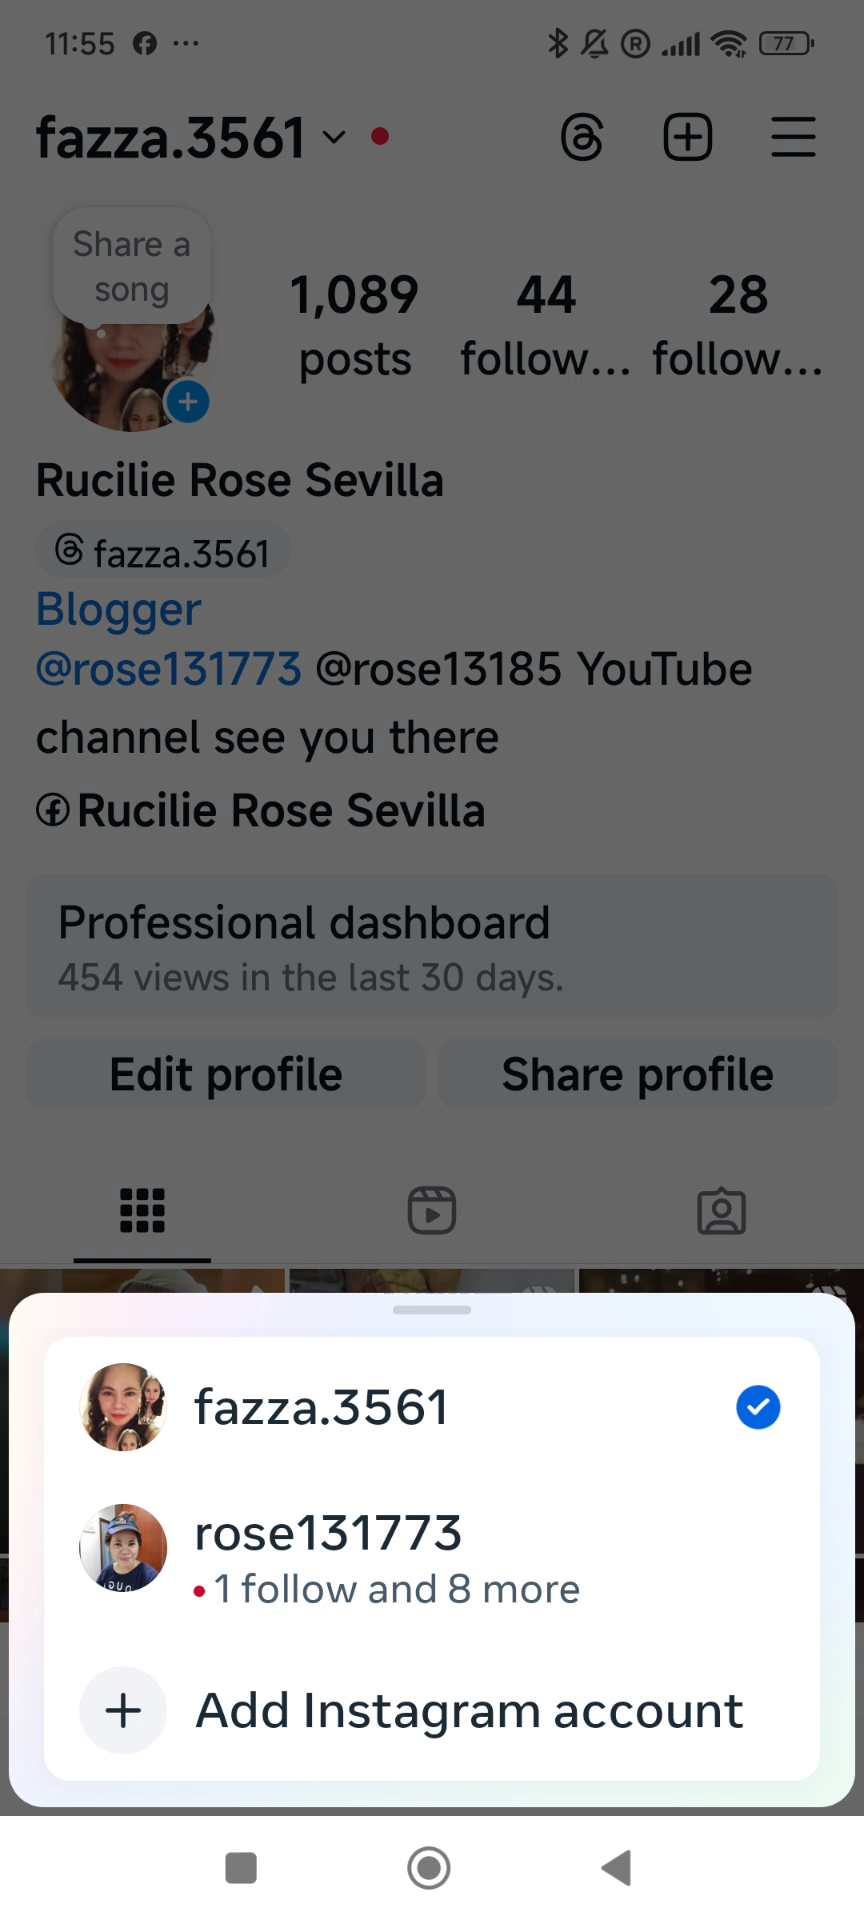 11:55
77
fazza.3561
Share a
song
1,089
posts
44
follow...
28
follow...
Rucilie Rose Sevilla
fazza.3561
Blogger
@rose131773 @rose13185 YouTube
channel see you there
Rucilie Rose Sevilla
Professional dashboard
454 views in the last 30 days.
Edit profile
Share profile
fazza.3561
rose131773
1 follow and 8 more
Add Instagram account